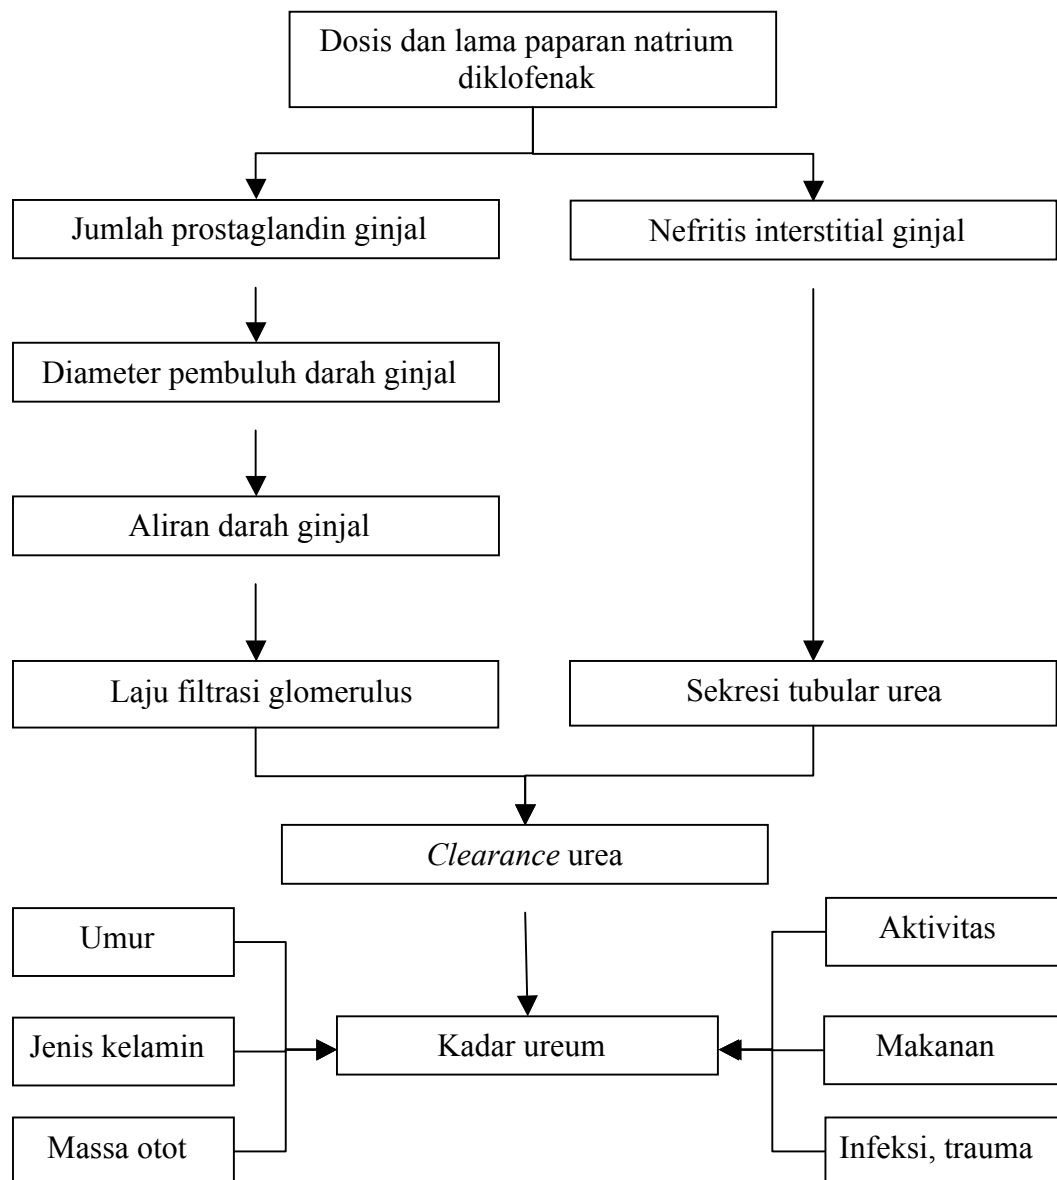 Dosis dan lama paparan natrium
diklofenak
Jumlah prostaglandin ginjal
Nefritis interstitial ginjal
Diameter pembuluh darah ginjal
Aliran darah ginjal
Laju filtrasi glomerulus
Sekresi tubular urea
Clearance urea
Umur
Aktivitas
Jenis kelamin
Kadar ureum
Makanan
Massa otot
Infeksi, trauma